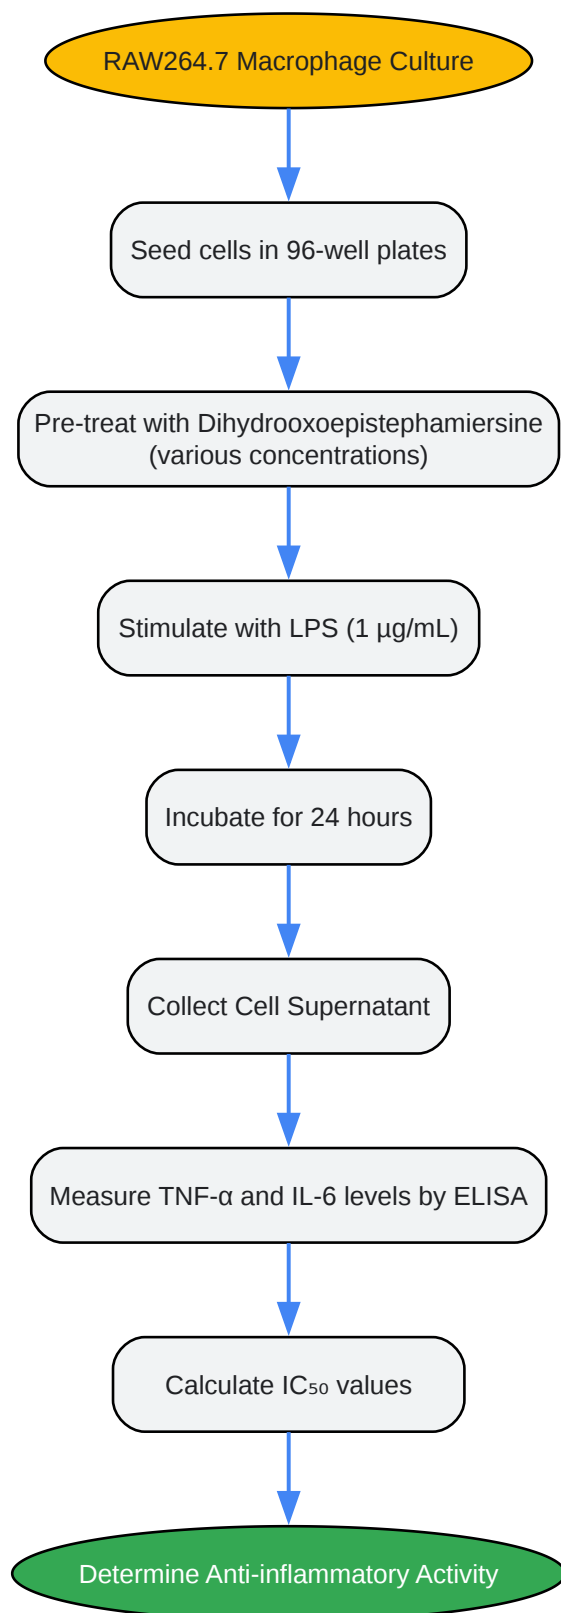 RAW264.7 Macrophage Culture
Seed cells in 96-well plates
Pre-treat with Dihydrooxoepistephamiersine
(various concentrations)
Stimulate with LPS (1 µg/mL)
Incubate for 24 hours
Collect Cell Supernatant
Measure TNF-α and IL-6 levels by ELISA
Calculate IC₅₀ values
Determine Anti-inflammatory Activity